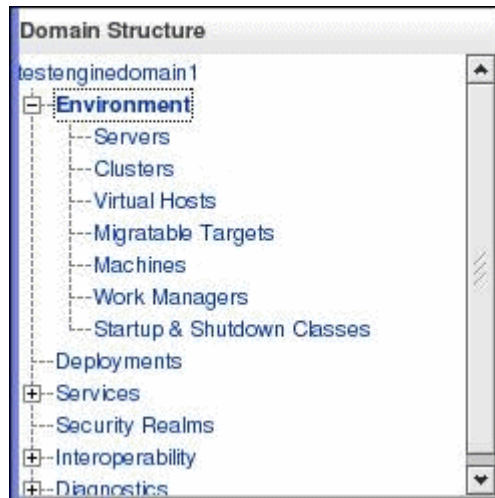 Domain Structure
testenginedomain1
Environment
Servers
Clusters
Virtual Hosts
Migratable Targets
Machines
Work Managers
Startup & Shutdown Classes
Deployments
Services
Security Realms
Interoperability
Diagnostics